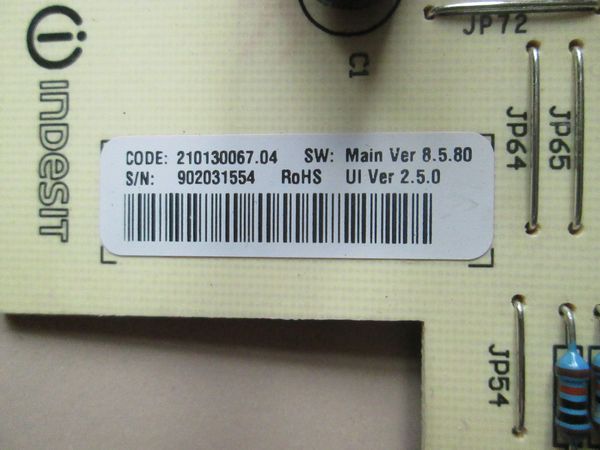 INDESIT
C1
JP72
JP64
JP65
CODE: 210130067.04 SW: Main Ver 8.5.80
S/N: 902031554 RoHS UI Ver 2.5.0
JP54